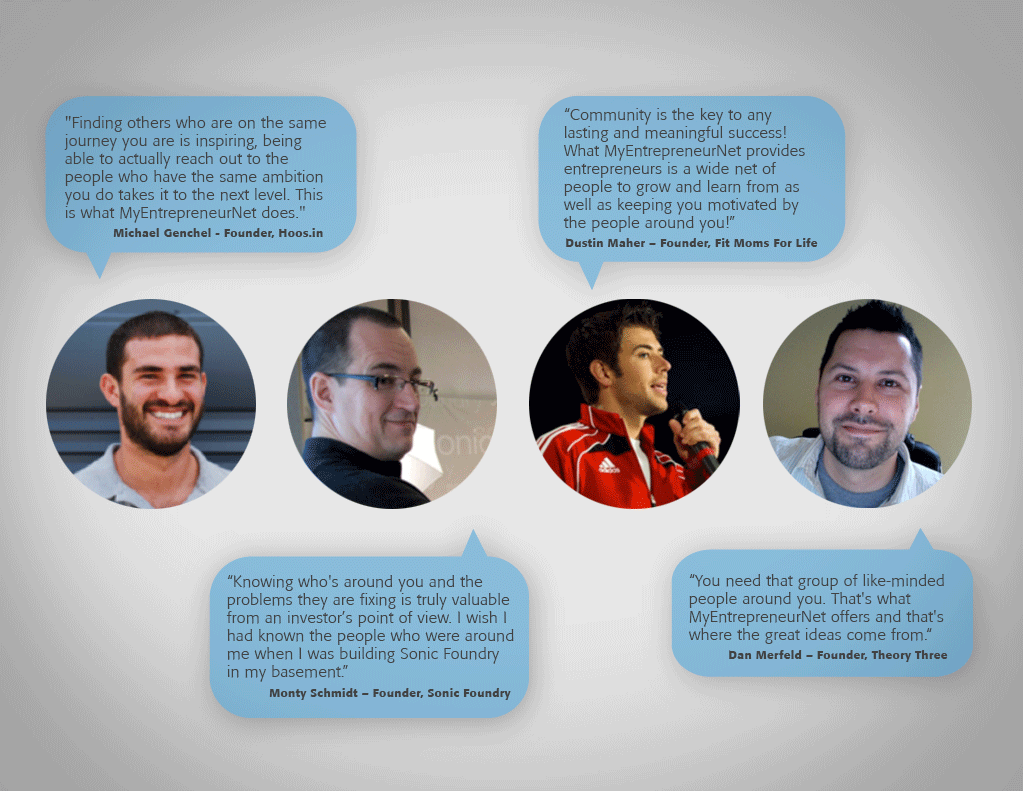 "Finding others who are on the same
journey you are is inspiring, being
able to actually reach out to the
people who have the same ambition
you do takes it to the next level. This
is what MyEntrepreneurNet does."
Michael Genchel - Founder, Hoos.in
“Community is the key to any
lasting and meaningful success!
What MyEntrepreneurNet provides
entrepreneurs is a wide net of
people to grow and learn from as
well as keeping you motivated by
the people around you!”
Dustin Maher – Founder, Fit Moms For Life
onic
adidas
“Knowing who's around you and the
problems they are fixing is truly valuable
from an investor’s point of view. I wish I
had known the people who were around
me when I was building Sonic Foundry
in my basement.”
Monty Schmidt – Founder, Sonic Foundry
“You need that group of like-minded
people around you. That's what
MyEntrepreneurNet offers and that's
where the great ideas come from.“
Dan Merfeld – Founder, Theory Three